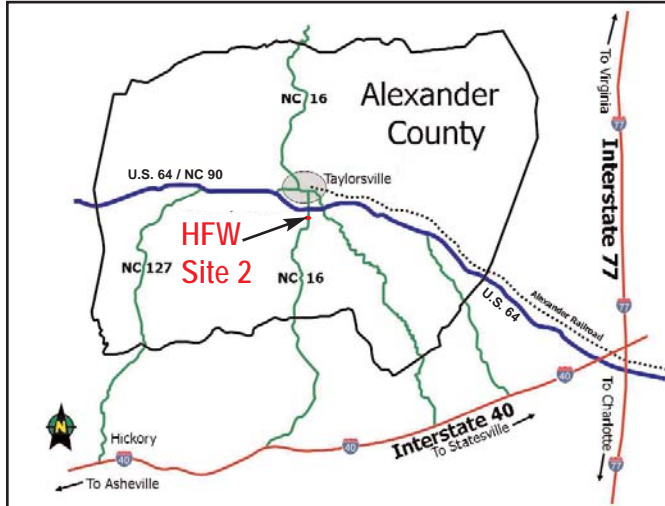 To Virginia
77
NC 16
Alexander
County
Interstate 77
U.S. 64 / NC 90
Taylorsville
HFW
Site 2
NC 127
NC 16
U.S. 64
Alexander Railroad
77
40
To Charlotte
77
Interstate 40
To Statesville
40
N
Hickory
40
To Asheville